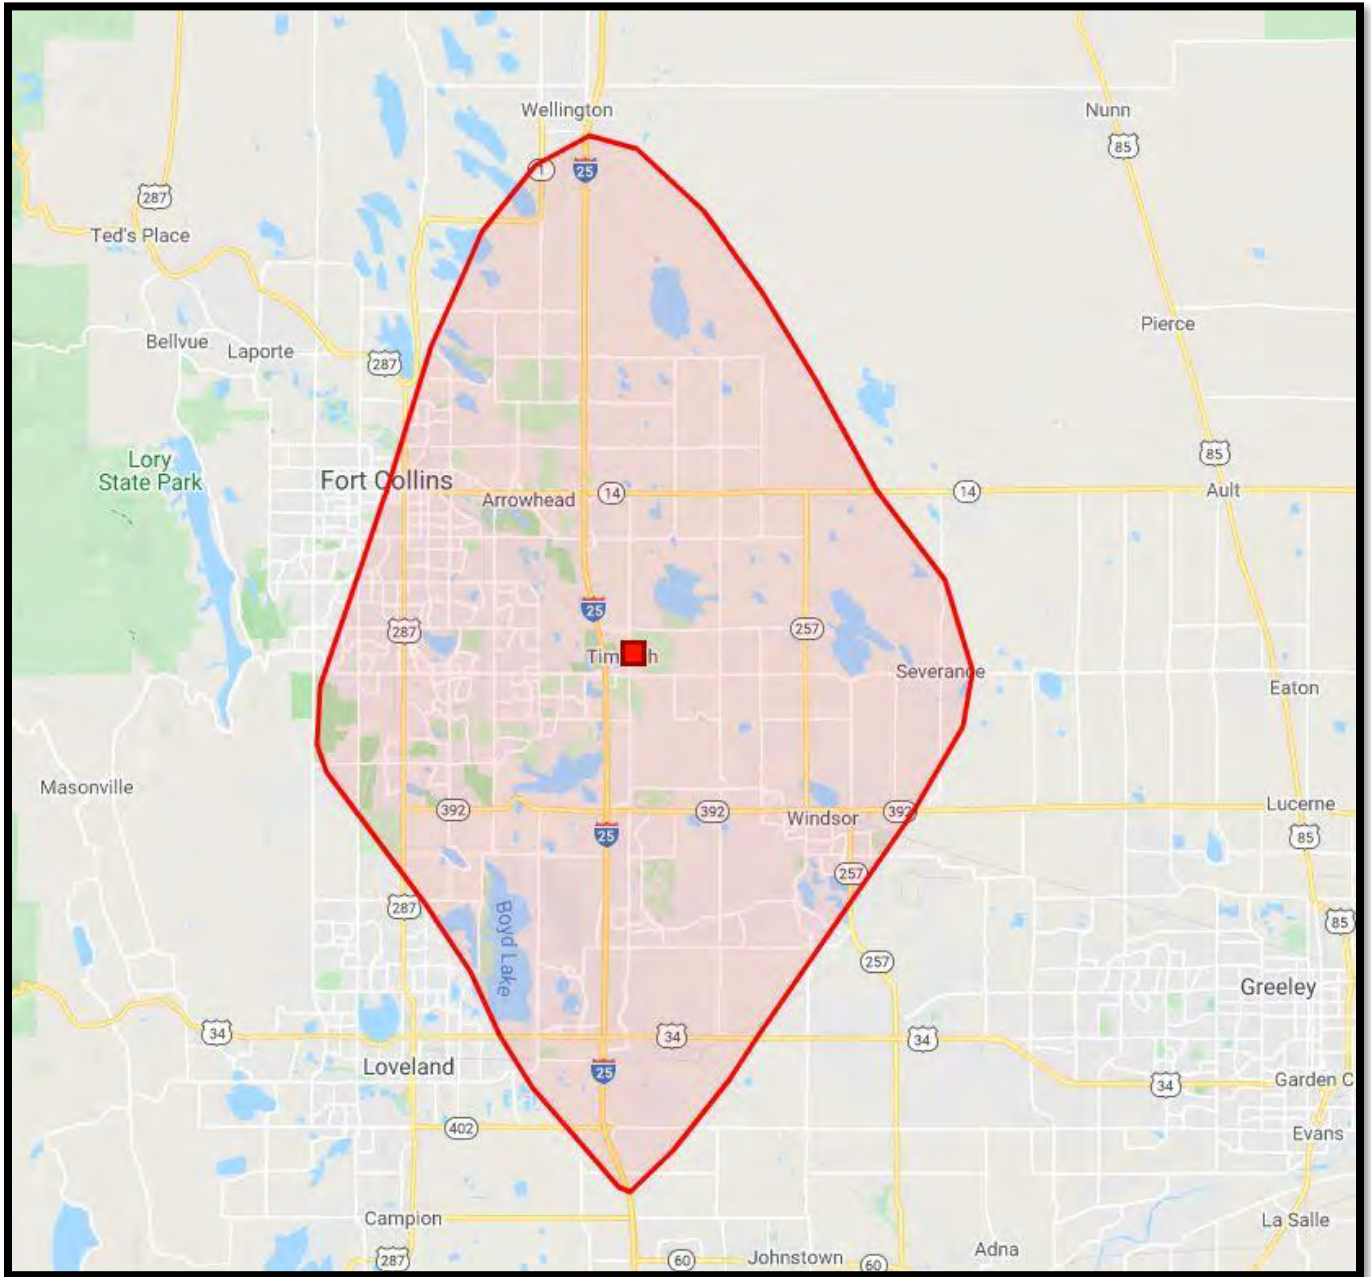 Wellington
Nunn
85
1
25
287
Ted's Place
Pierce
Bellvue
Laporte
287
85
Lory
State Park
Fort Collins
Arrowhead
14
14
Ault
25
287
257
Tim h
Severance
Eaton
Masonville
392
392
392
Windsor
Lucerne
25
85
257
287
Boyd Lake
85
257
Greeley
34
34
34
Loveland
25
34
Garden C
402
Evans
Campion
La Salle
287
60
Johnstown
60
Adna